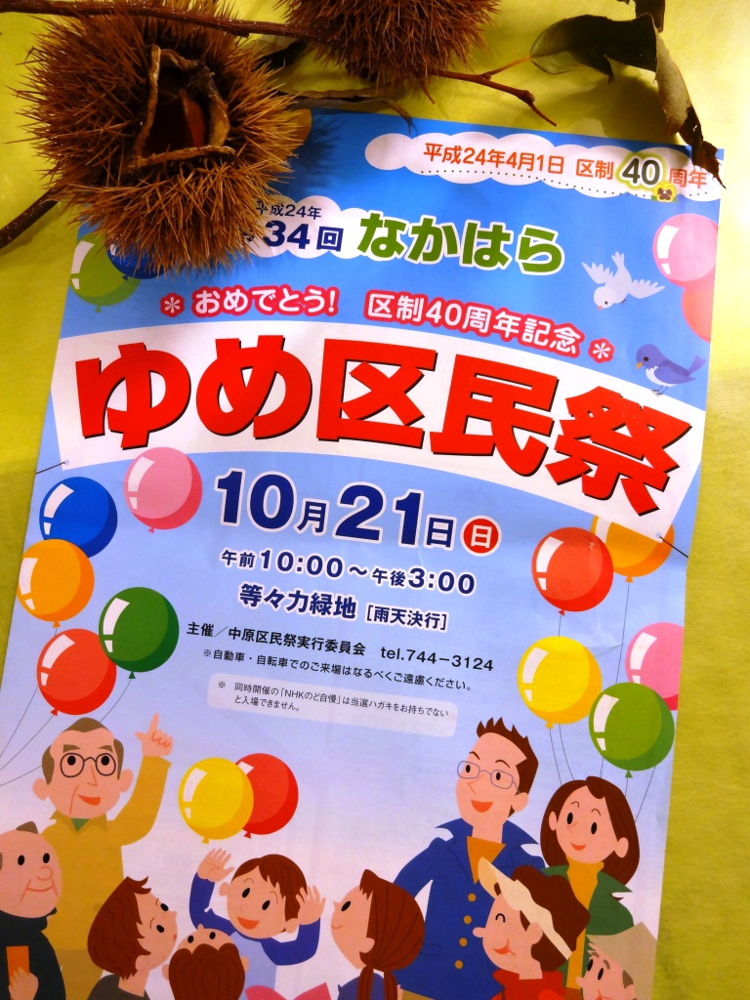 平成24年4月1日 区制40周年
平成24年
34回 なかはら
＊おめでとう! 区制40周年記念＊
ゆめ区民祭
10月21日㊐
午前10:00〜午後3:00
等々力緑地［雨天決行］
主催／中原区民祭実行委員会 tel.744−3124
※自動車・自転車でのご来場はなるべくご遠慮ください。
※ 同時開催の「NHKのど自慢」は当選ハガキをお持ちでない
と入場できません。